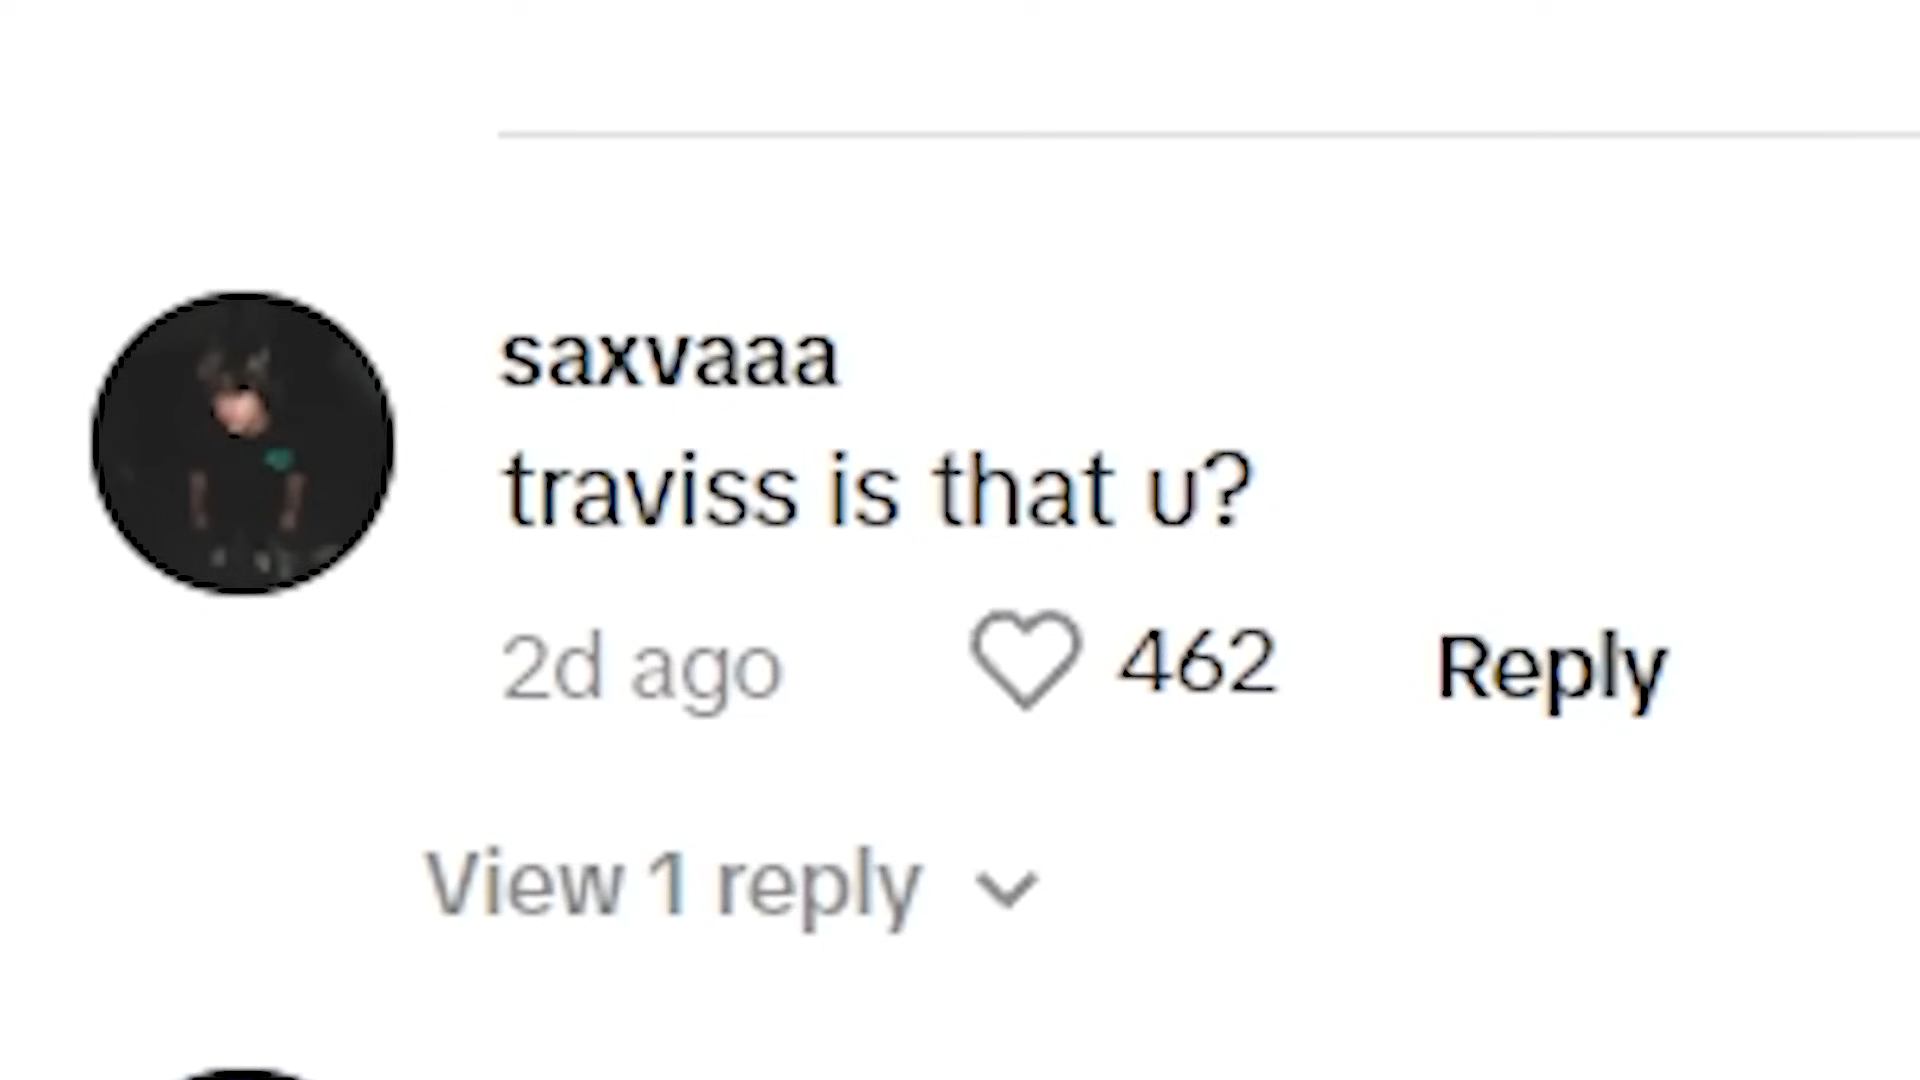 saxvaaa
traviss is that u?
2d ago 462 Reply
View 1 reply